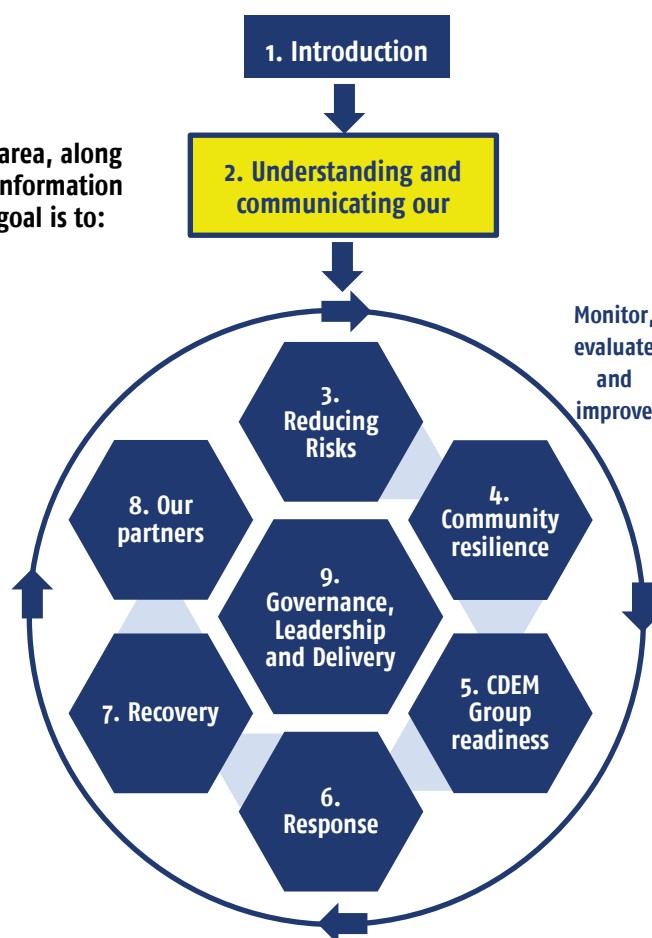 1. Introduction
area, along
information
goal is to:
2. Understanding and
communicating our
Monitor,
evaluate
and
improve
3.
Reducing
Risks
8. Our
partners
4.
Community
resilience
9.
Governance,
Leadership
and Delivery
7. Recovery
5. CDEM
Group
readiness
6.
Response